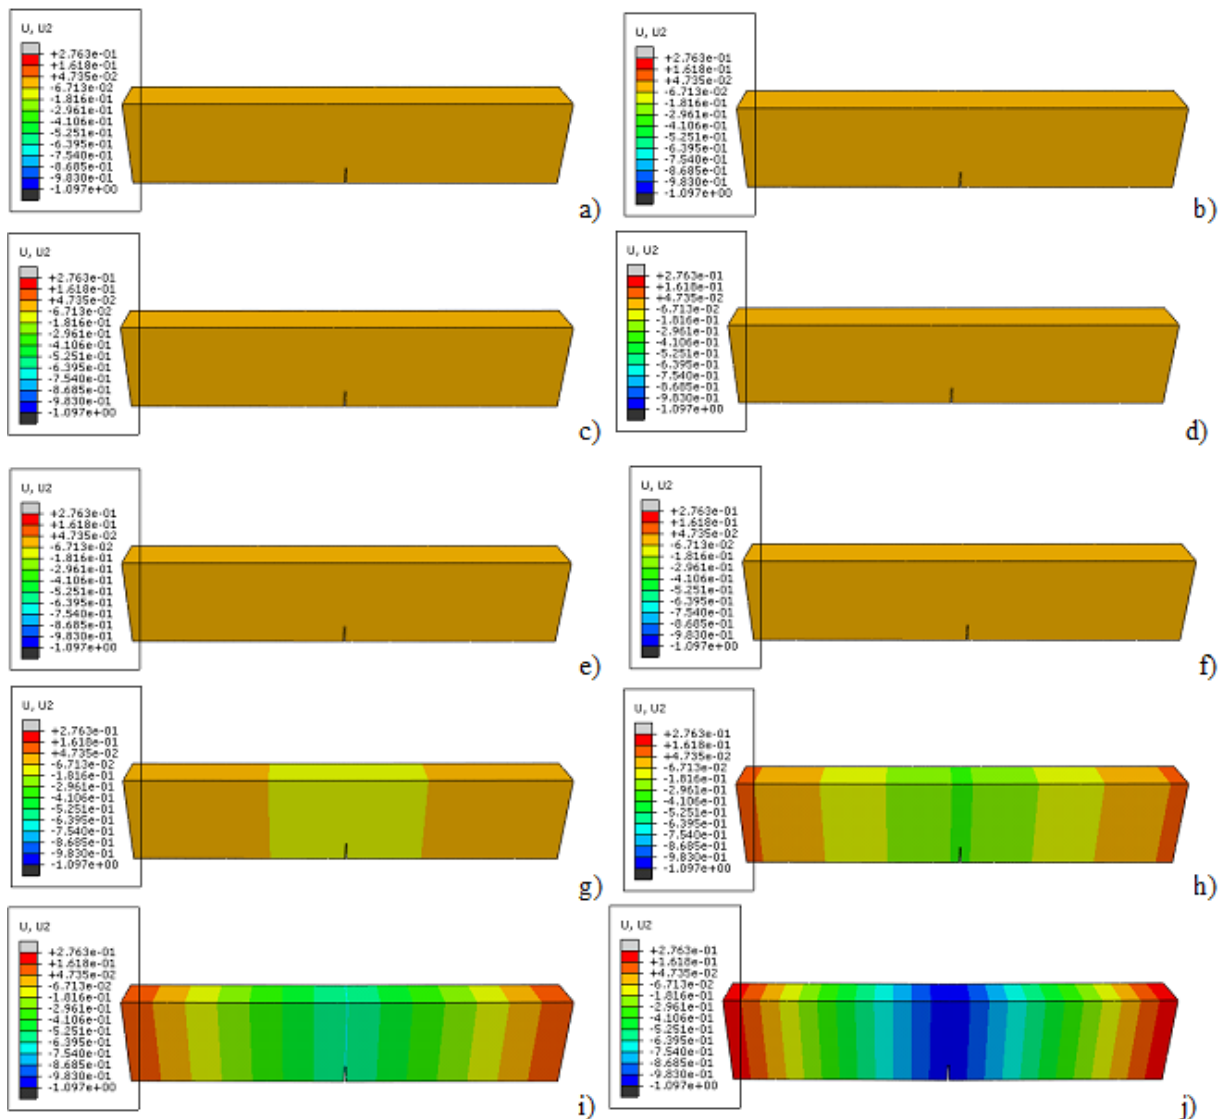 U, U2
+2.763e-01
+1.618e-01
+4.735e-02
-6.713e-02
-1.816e-01
-2.961e-01
-4.106e-01
-5.251e-01
-6.395e-01
-7.540e-01
-8.685e-01
-9.830e-01
-1.097e+00
a)
U, U2
+2.763e-01
+1.618e-01
+4.735e-02
-6.713e-02
-1.816e-01
-2.961e-01
-4.106e-01
-5.251e-01
-6.395e-01
-7.540e-01
-8.685e-01
-9.830e-01
-1.097e+00
b)
U, U2
+2.763e-01
+1.618e-01
+4.735e-02
-6.713e-02
-1.816e-01
-2.961e-01
-4.106e-01
-5.251e-01
-6.395e-01
-7.540e-01
-8.685e-01
-9.830e-01
-1.097e+00
c)
U, U2
+2.763e-01
+1.618e-01
+4.735e-02
-6.713e-02
-1.816e-01
-2.961e-01
-4.106e-01
-5.251e-01
-6.395e-01
-7.540e-01
-8.685e-01
-9.830e-01
-1.097e+00
d)
U, U2
+2.763e-01
+1.618e-01
+4.735e-02
-6.713e-02
-1.816e-01
-2.961e-01
-4.106e-01
-5.251e-01
-6.395e-01
-7.540e-01
-8.685e-01
-9.830e-01
-1.097e+00
e)
U, U2
+2.763e-01
+1.618e-01
+4.735e-02
-6.713e-02
-1.816e-01
-2.961e-01
-4.106e-01
-5.251e-01
-6.395e-01
-7.540e-01
-8.685e-01
-9.830e-01
-1.097e+00
f)
U, U2
+2.763e-01
+1.618e-01
+4.735e-02
-6.713e-02
-1.816e-01
-2.961e-01
-4.106e-01
-5.251e-01
-6.395e-01
-7.540e-01
-8.685e-01
-9.830e-01
-1.097e+00
g)
U, U2
+2.763e-01
+1.618e-01
+4.735e-02
-6.713e-02
-1.816e-01
-2.961e-01
-4.106e-01
-5.251e-01
-6.395e-01
-7.540e-01
-8.685e-01
-9.830e-01
-1.097e+00
h)
U, U2
+2.763e-01
+1.618e-01
+4.735e-02
-6.713e-02
-1.816e-01
-2.961e-01
-4.106e-01
-5.251e-01
-6.395e-01
-7.540e-01
-8.685e-01
-9.830e-01
-1.097e+00
i)
U, U2
+2.763e-01
+1.618e-01
+4.735e-02
-6.713e-02
-1.816e-01
-2.961e-01
-4.106e-01
-5.251e-01
-6.395e-01
-7.540e-01
-8.685e-01
-9.830e-01
-1.097e+00
j)